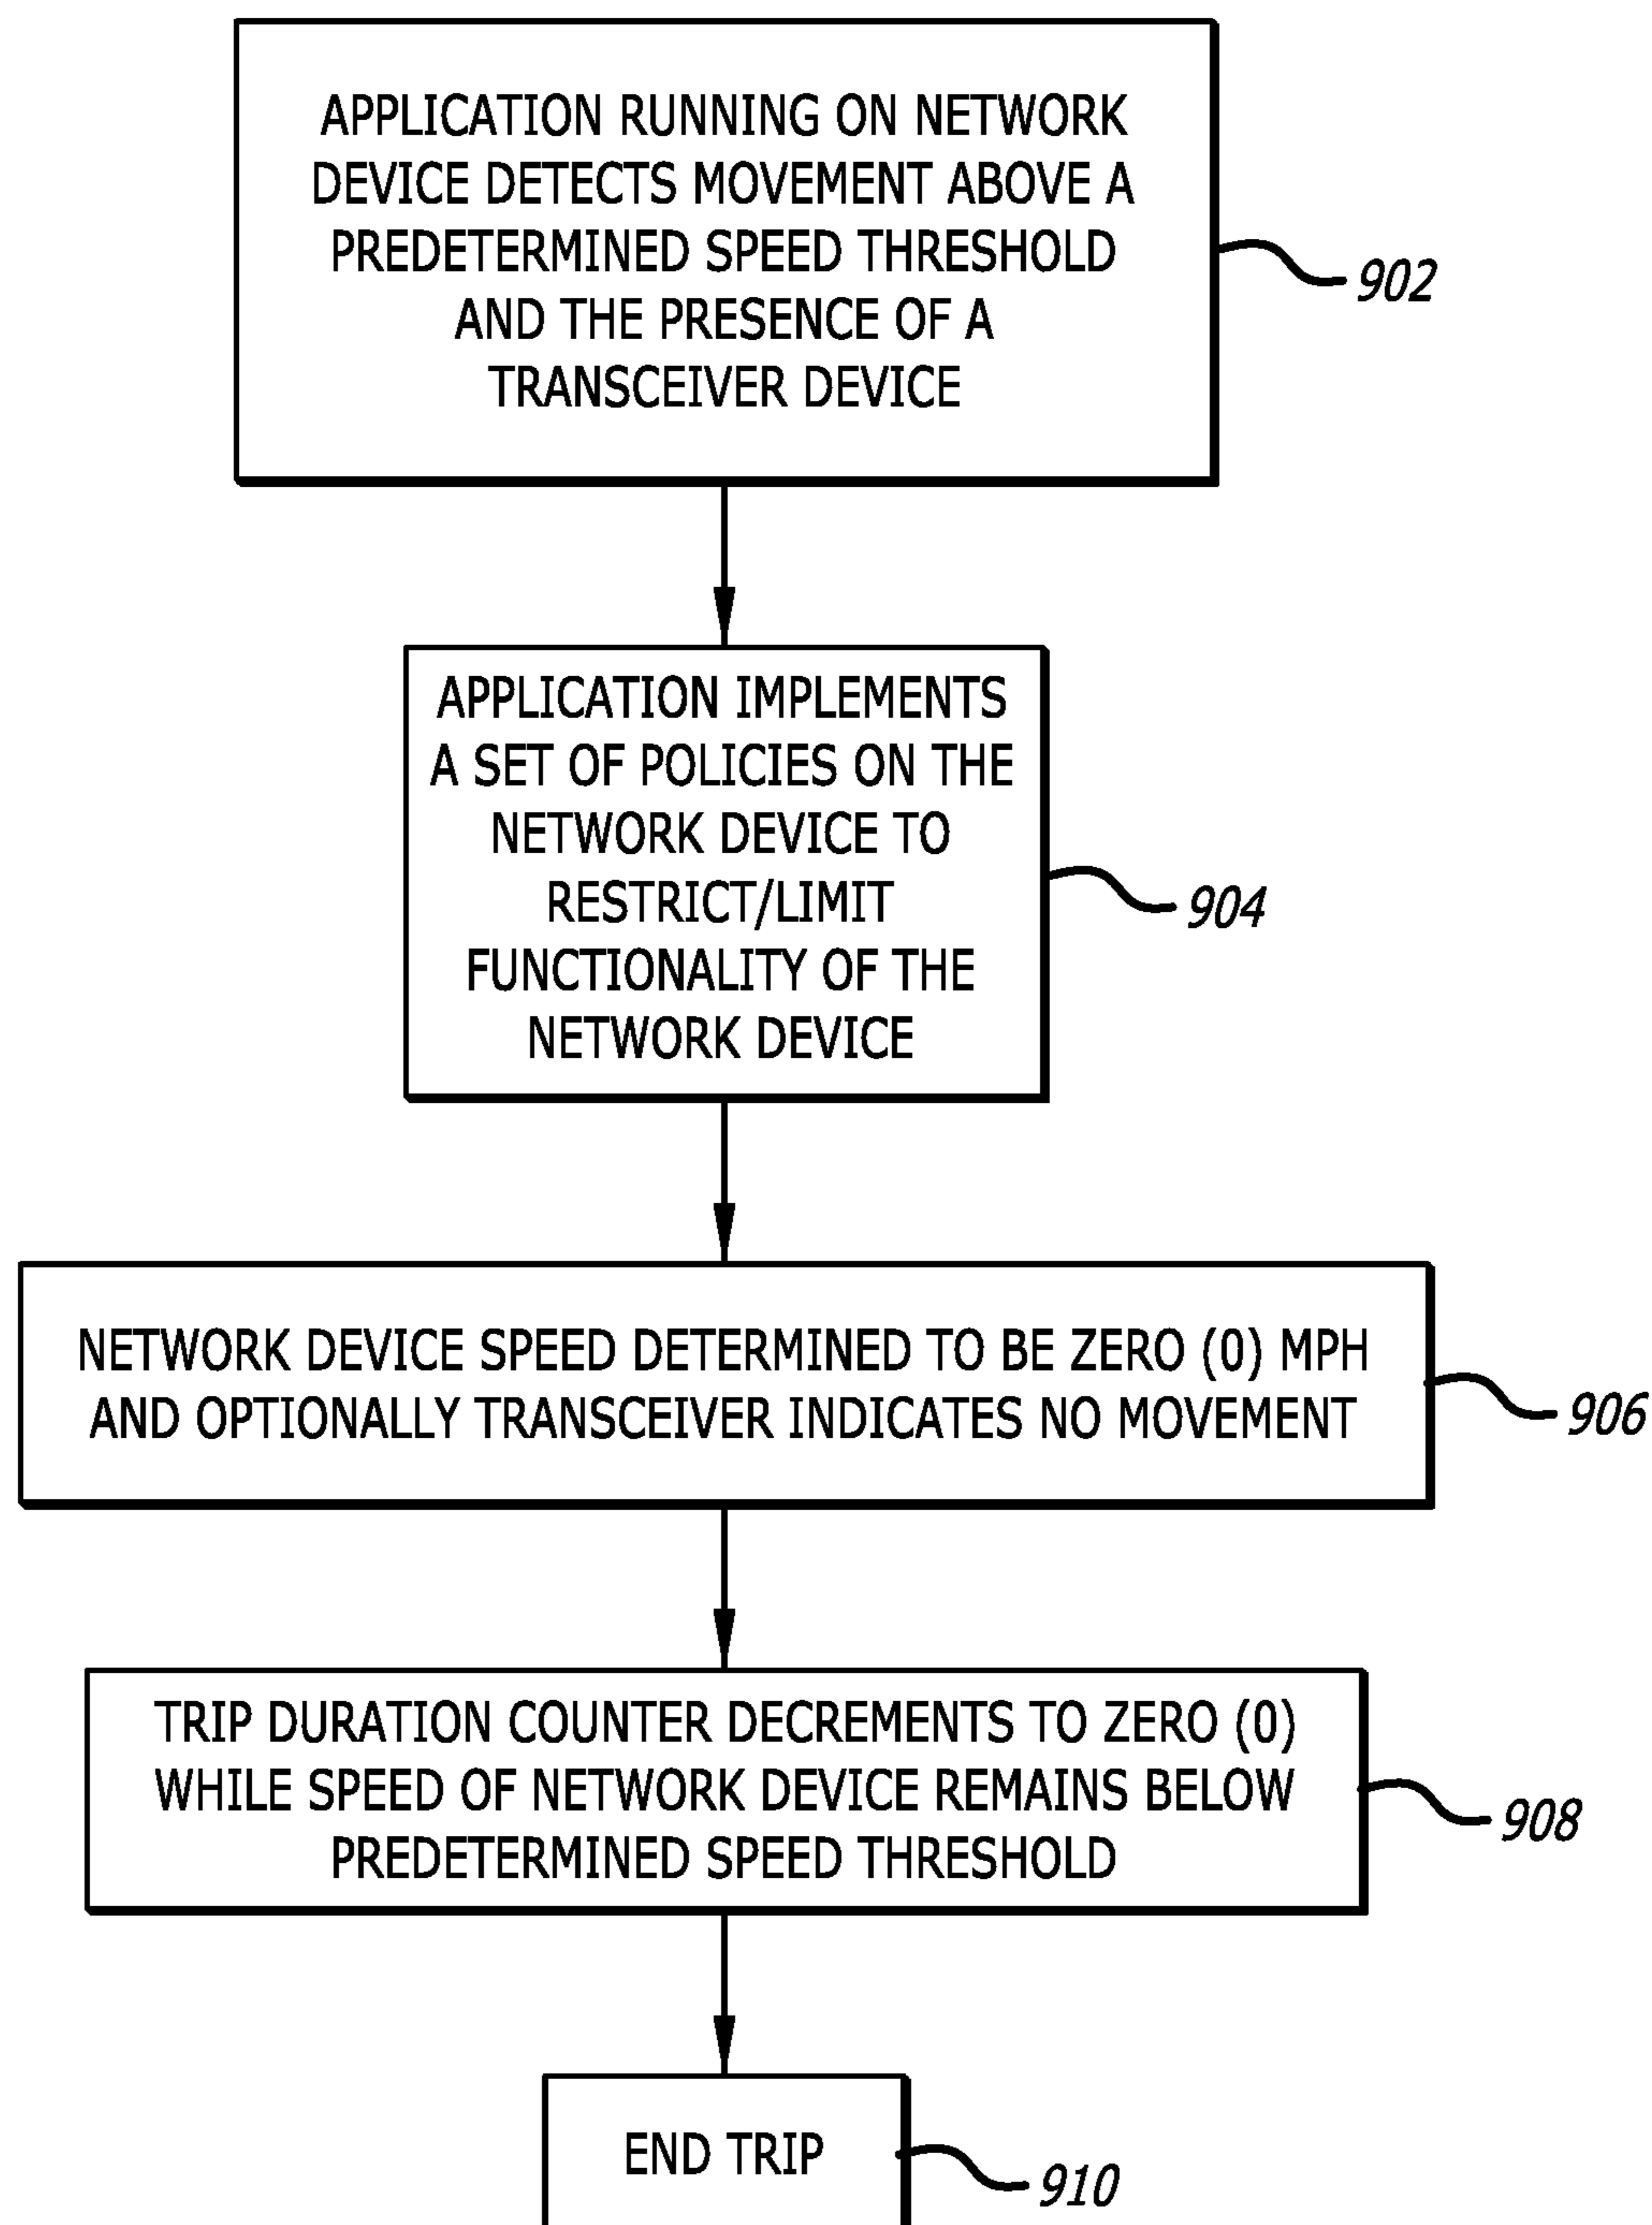 APPLICATION RUNNING ON NETWORK
DEVICE DETECTS MOVEMENT ABOVE A
PREDETERMINED SPEED THRESHOLD
AND THE PRESENCE OF A
TRANSCEIVER DEVICE
902
APPLICATION IMPLEMENTS
A SET OF POLICIES ON THE
NETWORK DEVICE TO
RESTRICT/LIMIT
FUNCTIONALITY OF THE
NETWORK DEVICE
904
NETWORK DEVICE SPEED DETERMINED TO BE ZERO (0) MPH
AND OPTIONALLY TRANSCEIVER INDICATES NO MOVEMENT
906
TRIP DURATION COUNTER DECREMENTS TO ZERO (0)
WHILE SPEED OF NETWORK DEVICE REMAINS BELOW
PREDETERMINED SPEED THRESHOLD
908
END TRIP
910